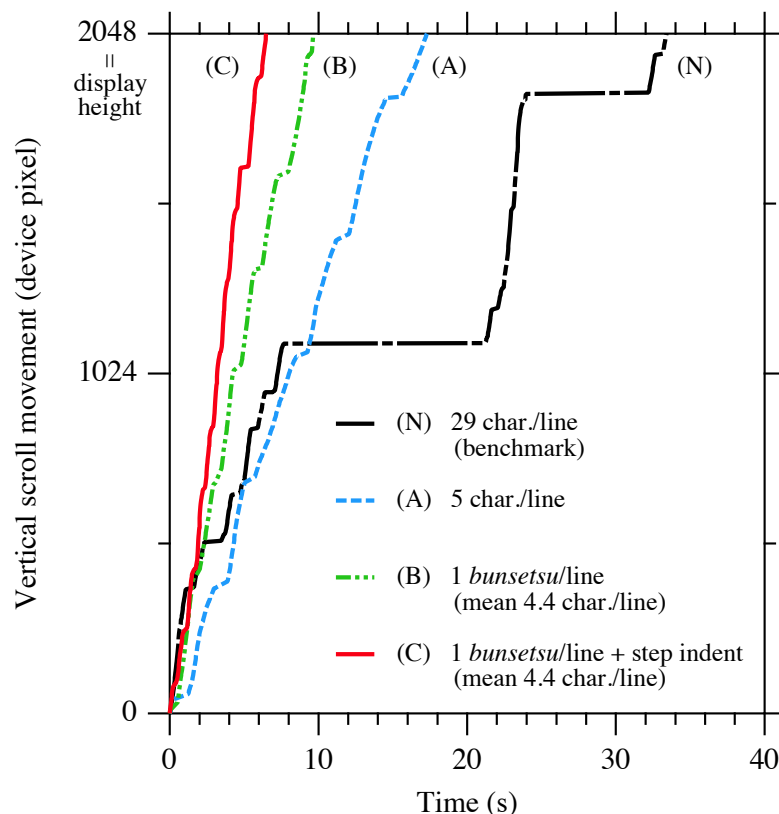 2048
=
display
height
(C)
(B)
(A)
(N)
Vertical scroll movement (device pixel)
1024
(N) 29 char./line
(benchmark)
(A) 5 char./line
(B) 1 bunsetsu/line
(mean 4.4 char./line)
(C) 1 bunsetsu/line + step indent
(mean 4.4 char./line)
0
0 10 20 30 40
Time (s)